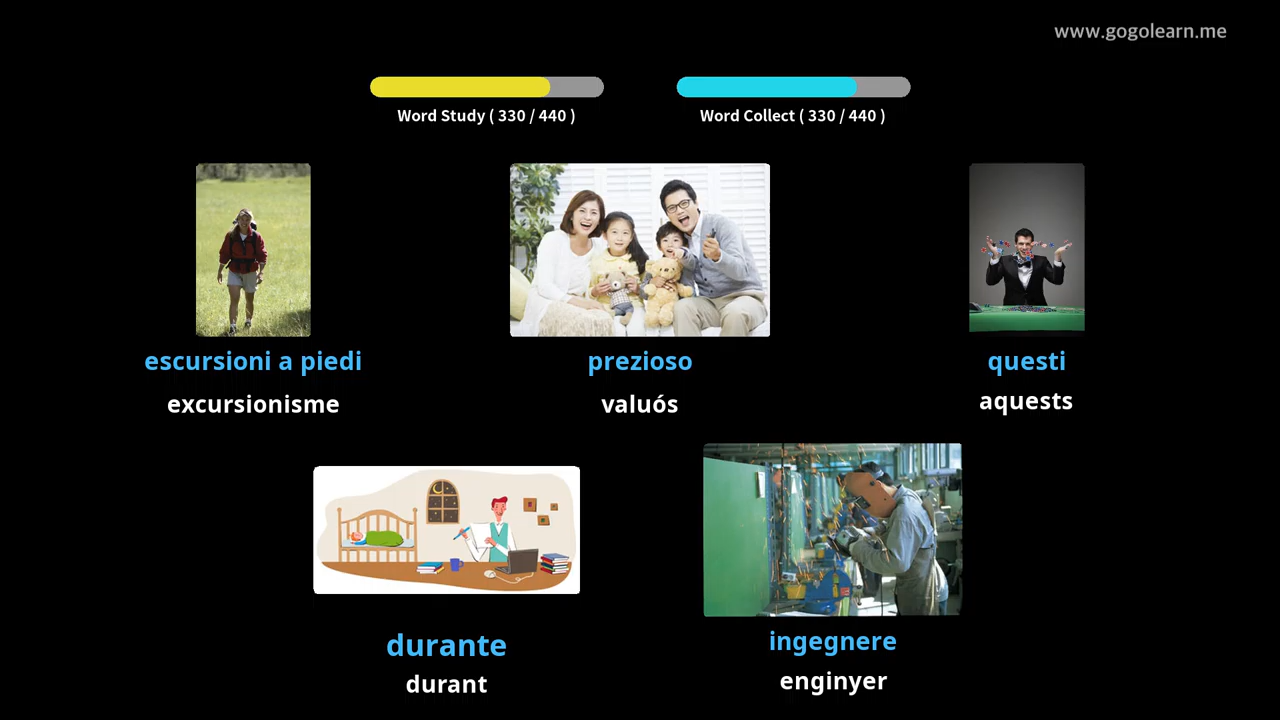 www.gogolearn.me
Word Study ( 330 / 440 )
Word Collect ( 330 / 440 )
escursioni a piedi
excursionisme
prezioso
valuós
questi
aquests
durante
durant
ingegnere
enginyer